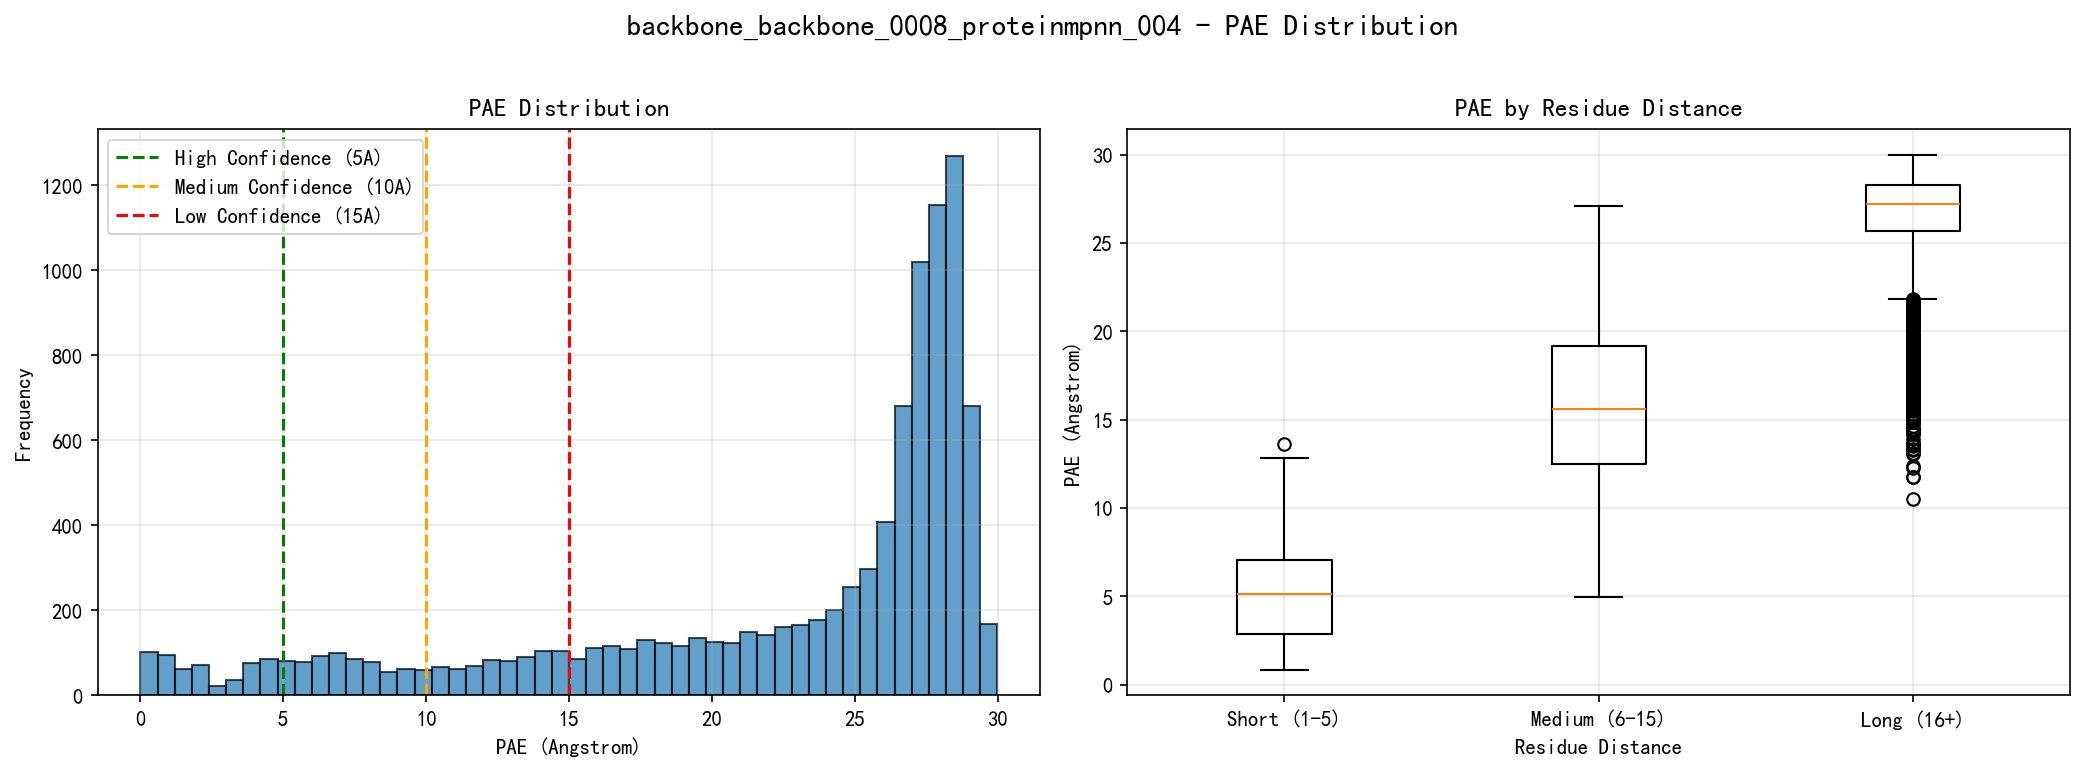 backbone_backbone_0008_proteinmpnn_004 - PAE Distribution
PAE Distribution
High Confidence (5A)
Medium Confidence (10A)
Low Confidence (15A)
Frequency
1200
1000
800
600
400
200
0
0 5 10 15 20 25 30
PAE (Angstrom)
PAE by Residue Distance
PAE (Angstrom)
30
25
20
15
10
5
0
Short (1-5) Medium (6-15) Long (16+)
Residue Distance